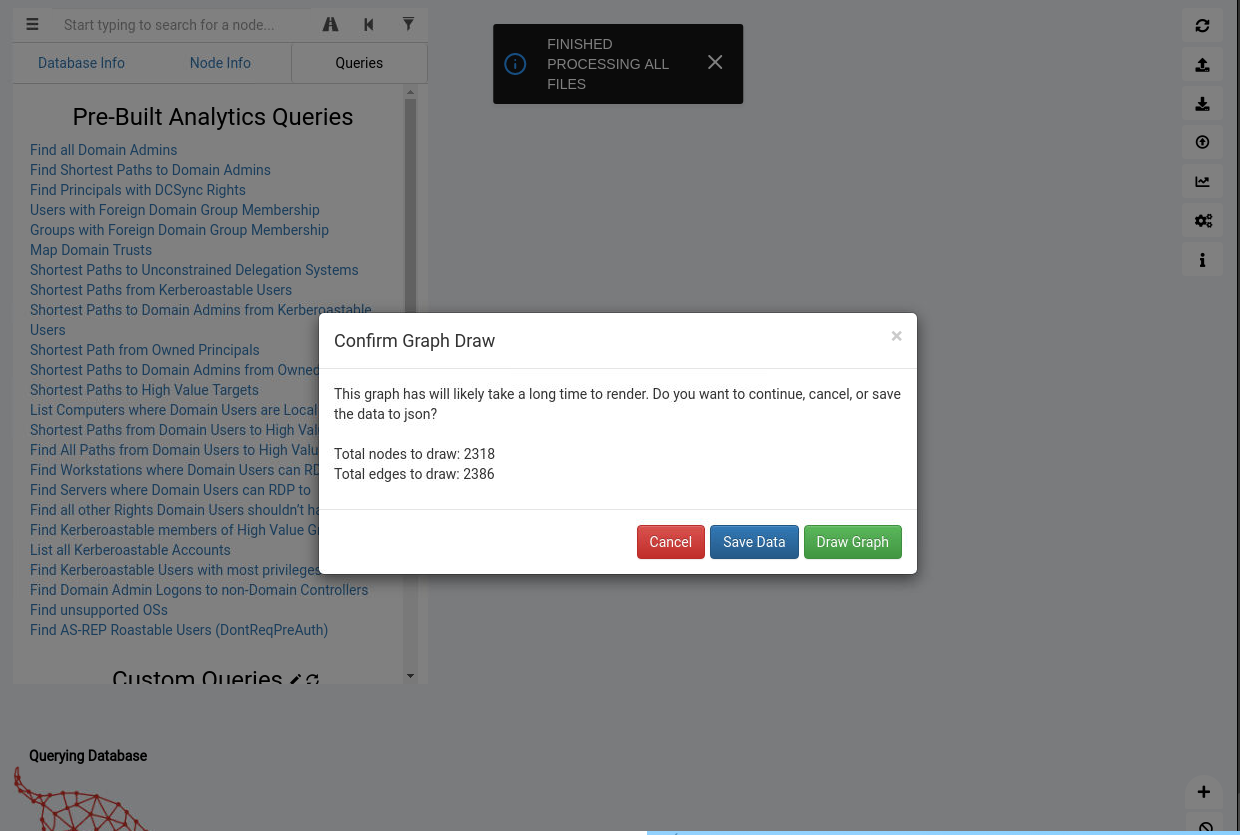 Start typing to search for a node...
Database Info
Node Info
Queries
FINISHED
PROCESSING ALL
FILES
Pre-Built Analytics Queries
Find all Domain Admins
Find Shortest Paths to Domain Admins
Find Principals with DCSync Rights
Users with Foreign Domain Group Membership
Groups with Foreign Domain Group Membership
Map Domain Trusts
Shortest Paths to Unconstrained Delegation Systems
Shortest Paths from Kerberoastable Users
Shortest Paths to Domain Admins from Kerberoastable
Users
Shortest Path from Owned Principals
Shortest Paths to Domain Admins from Owned
Shortest Paths to High Value Targets
List Computers where Domain Users are Local
Shortest Paths from Domain Users to High Val
Find All Paths from Domain Users to High Valu
Find Workstations where Domain Users can RD
Find Servers where Domain Users can RDP to
Find all other Rights Domain Users shouldn't ha
Find Kerberoastable members of High Value G
List all Kerberoastable Accounts
Find Kerberoastable Users with most privileges
Find Domain Admin Logons to non-Domain Controllers
Find unsupported OSs
Find AS-REP Roastable Users (DontReqPreAuth)
Custom Queries
Confirm Graph Draw
×
This graph has will likely take a long time to render. Do you want to continue, cancel, or save
the data to json?
Total nodes to draw: 2318
Total edges to draw: 2386
Cancel
Save Data
Draw Graph
Querying Database